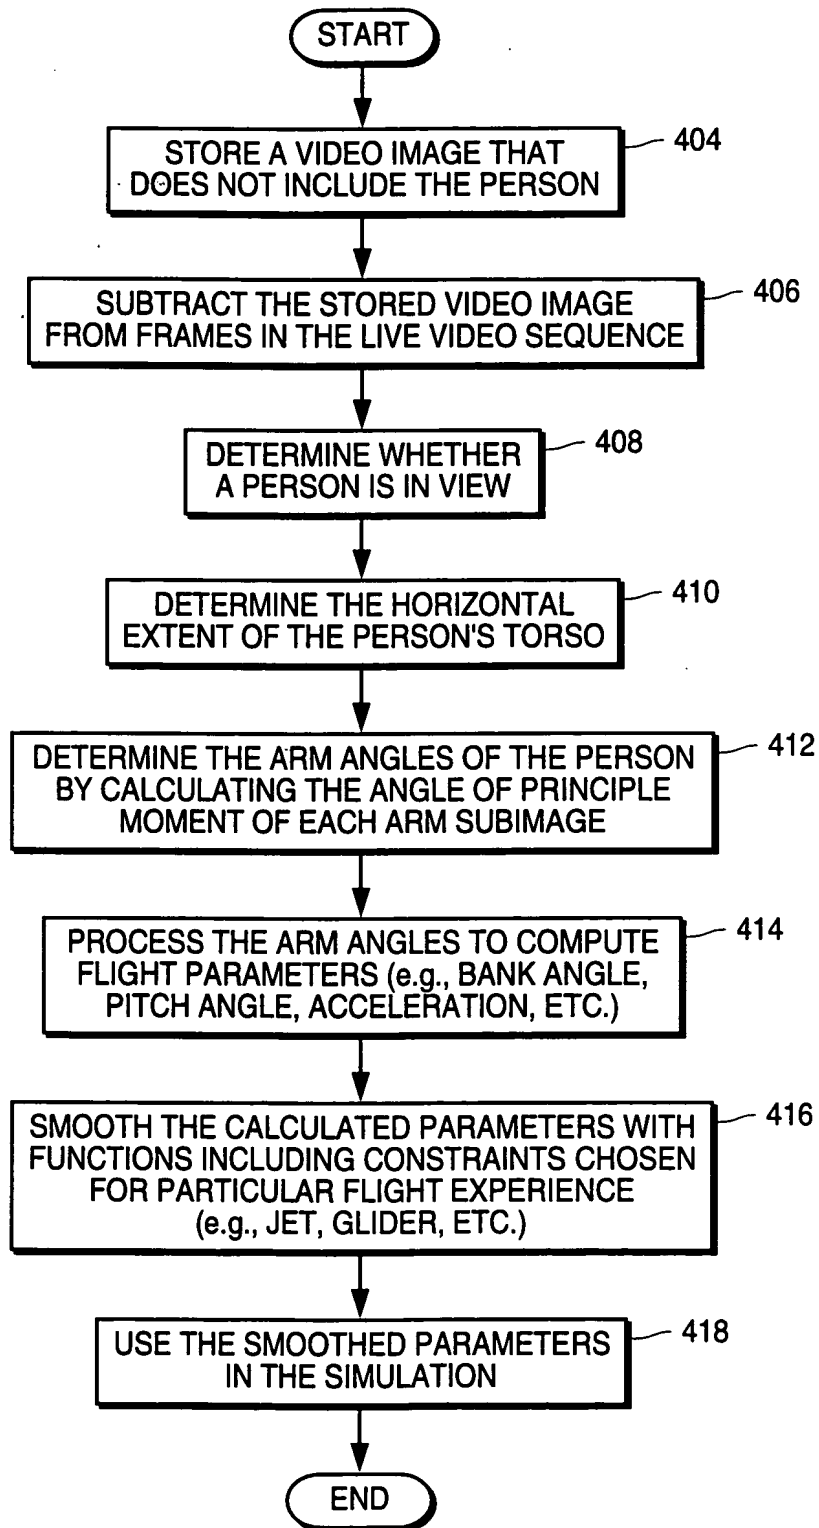 START
STORE A VIDEO IMAGE THAT
DOES NOT INCLUDE THE PERSON
404
SUBTRACT THE STORED VIDEO IMAGE
FROM FRAMES IN THE LIVE VIDEO SEQUENCE
406
DETERMINE WHETHER
A PERSON IS IN VIEW
408
DETERMINE THE HORIZONTAL
EXTENT OF THE PERSON'S TORSO
410
DETERMINE THE ARM ANGLES OF THE PERSON
BY CALCULATING THE ANGLE OF PRINCIPLE
MOMENT OF EACH ARM SUBIMAGE
412
PROCESS THE ARM ANGLES TO COMPUTE
FLIGHT PARAMETERS (e.g., BANK ANGLE,
PITCH ANGLE, ACCELERATION, ETC.)
414
SMOOTH THE CALCULATED PARAMETERS WITH
FUNCTIONS INCLUDING CONSTRAINTS CHOSEN
FOR PARTICULAR FLIGHT EXPERIENCE
(e.g., JET, GLIDER, ETC.)
416
USE THE SMOOTHED PARAMETERS
IN THE SIMULATION
418
END